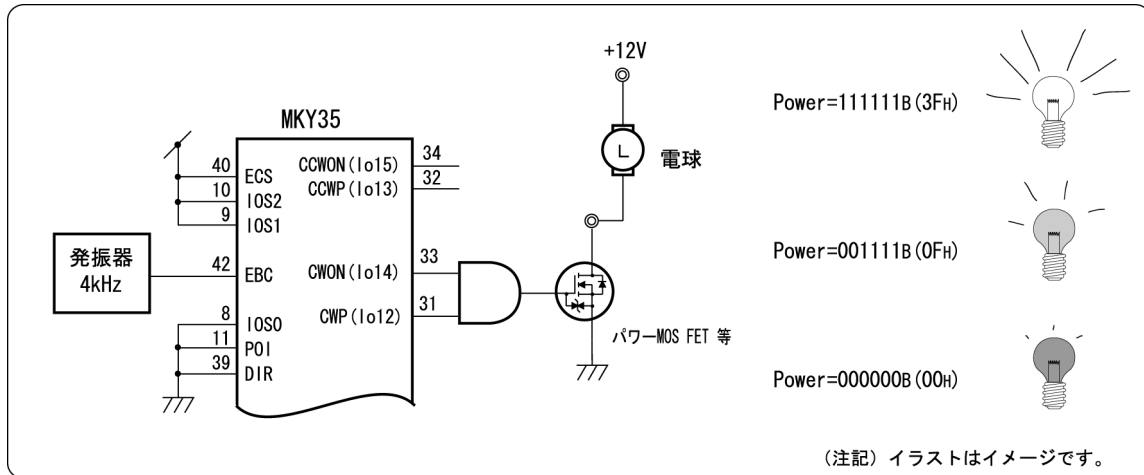 +12V
MKY35
40 ECS
10 IOS2
9 IOS1
42 EBC
8 IOS0
11 POI
39 DIR
CCWON(Io15) 34
CCWP(Io13) 32
CWON(Io14) 33
CWP(Io12) 31
発振器
4kHz
L
電球
パワーMOS FET 等
Power=111111B(3FH)
Power=001111B(0FH)
Power=000000B(00H)
(注記)イラストはイメージです。